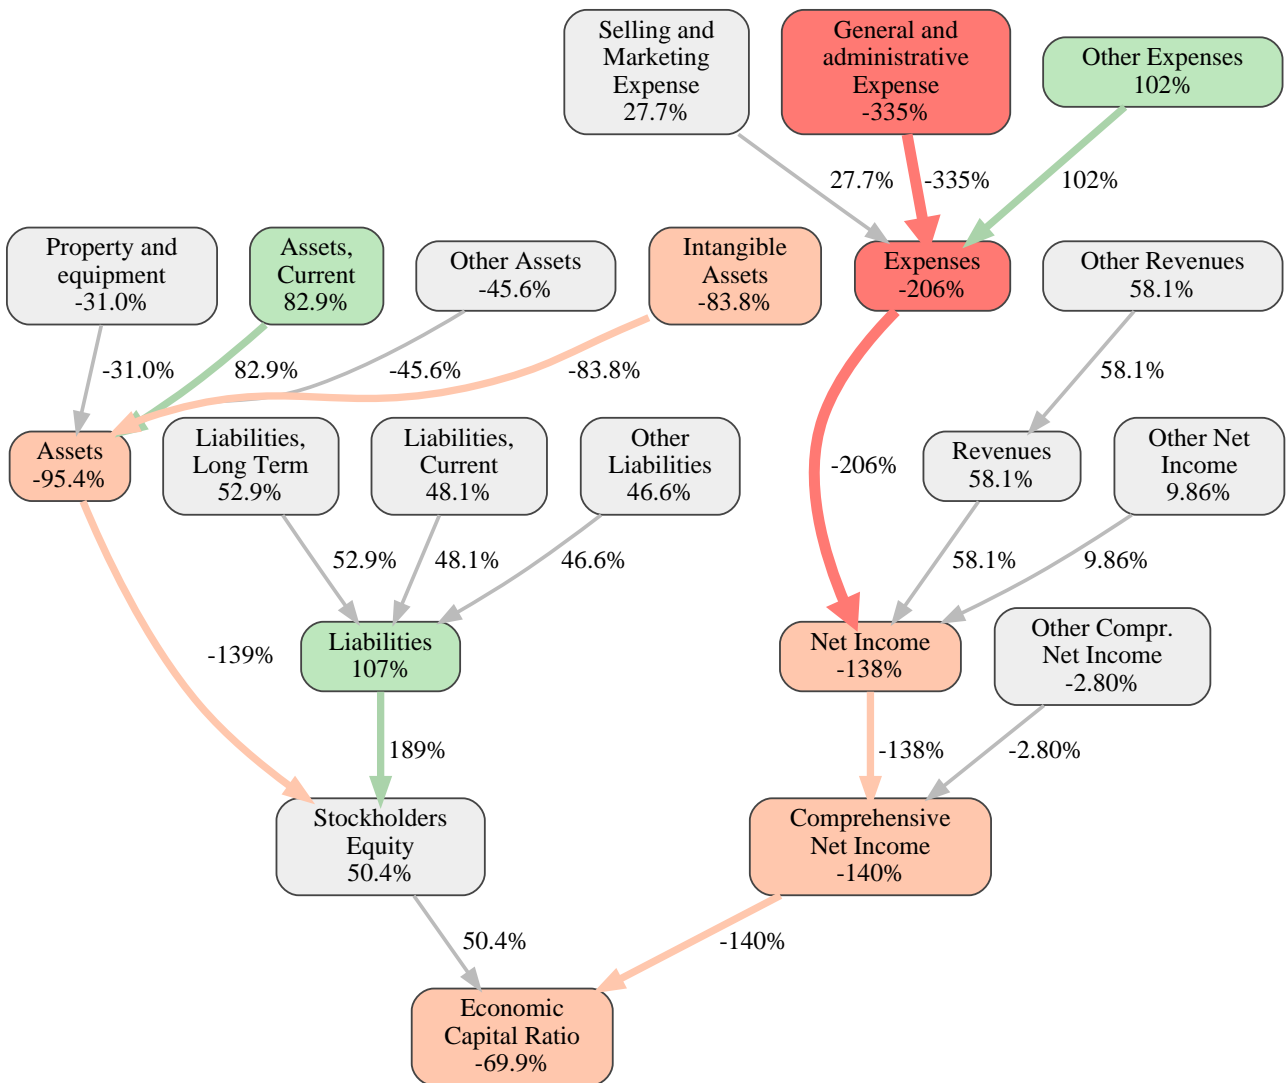 Selling and
Marketing
Expense
27.7%
General and
administrative
Expense
-335%
Other Expenses
102%
27.7%
-335%
102%
Property and
equipment
-31.0%
Assets,
Current
82.9%
Other Assets
-45.6%
Intangible
Assets
-83.8%
Expenses
-206%
Other Revenues
58.1%
-31.0%
82.9%
-45.6%
-83.8%
58.1%
Assets
-95.4%
Liabilities,
Long Term
52.9%
Liabilities,
Current
48.1%
Other
Liabilities
46.6%
-206%
Revenues
58.1%
Other Net
Income
9.86%
52.9%
48.1%
46.6%
58.1%
9.86%
-139%
Liabilities
107%
Net Income
-138%
Other Compr.
Net Income
-2.80%
189%
-138%
-2.80%
Stockholders
Equity
50.4%
Comprehensive
Net Income
-140%
50.4%
-140%
Economic
Capital Ratio
-69.9%